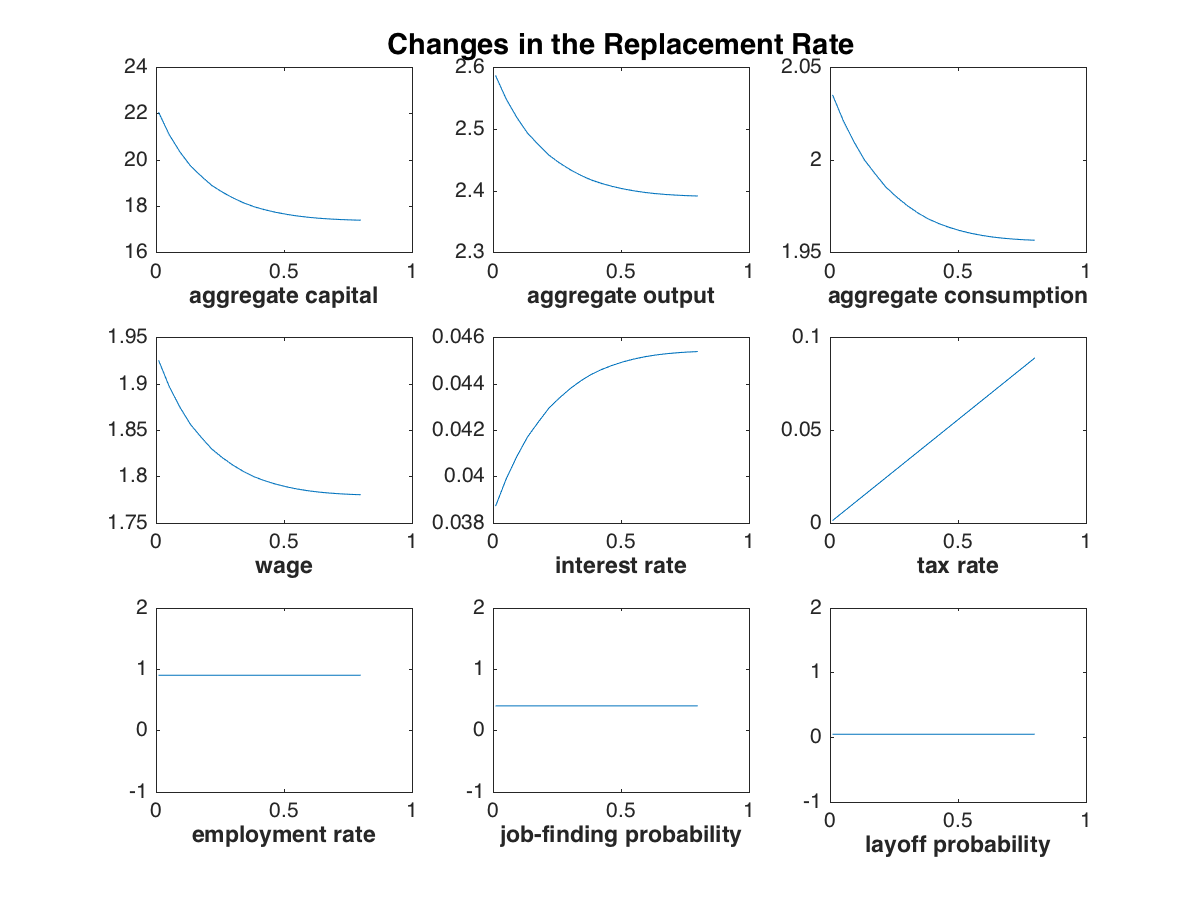 Changes in the Replacement Rate
24
22
20
18
16
0 0.5 1
aggregate capital
2.6
2.5
2.4
2.3
0 0.5 1
aggregate output
2.05
2
1.95
0 0.5 1
aggregate consumption
1.95
1.9
1.85
1.8
1.75
0 0.5 1
wage
0.046
0.044
0.042
0.04
0.038
0 0.5 1
interest rate
0.1
0.05
0
0 0.5 1
tax rate
2
1
0
-1
0 0.5 1
employment rate
2
1
0
-1
0 0.5 1
job-finding probability
2
1
0
-1
0 0.5 1
layoff probability